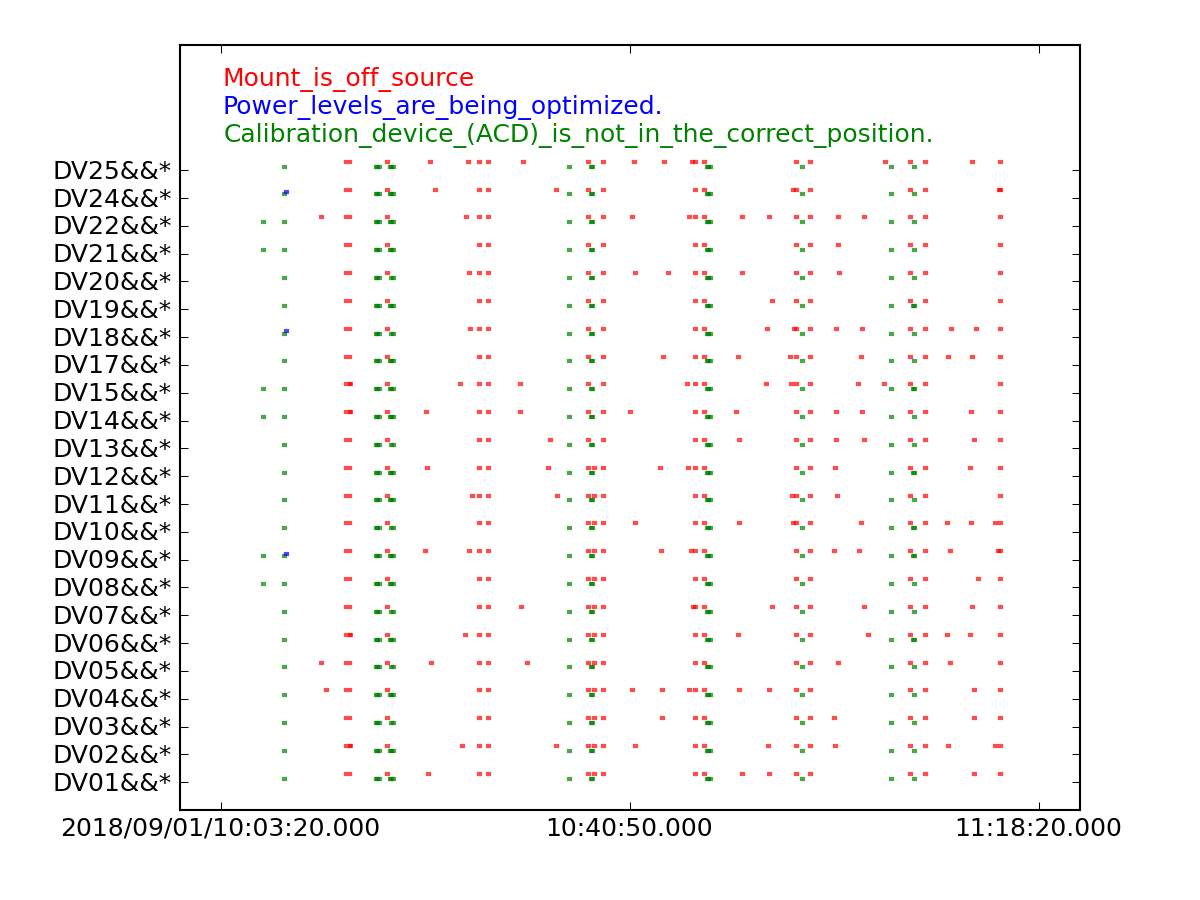 Mount_is_off_source
Power_levels_are_being_optimized.
Calibration_device_(ACD)_is_not_in_the_correct_position.
DV25&&*
DV24&&*
DV22&&*
DV21&&*
DV20&&*
DV19&&*
DV18&&*
DV17&&*
DV15&&*
DV14&&*
DV13&&*
DV12&&*
DV11&&*
DV10&&*
DV09&&*
DV08&&*
DV07&&*
DV06&&*
DV05&&*
DV04&&*
DV03&&*
DV02&&*
DV01&&*
2018/09/01/10:03:20.000 10:40:50.000 11:18:20.000